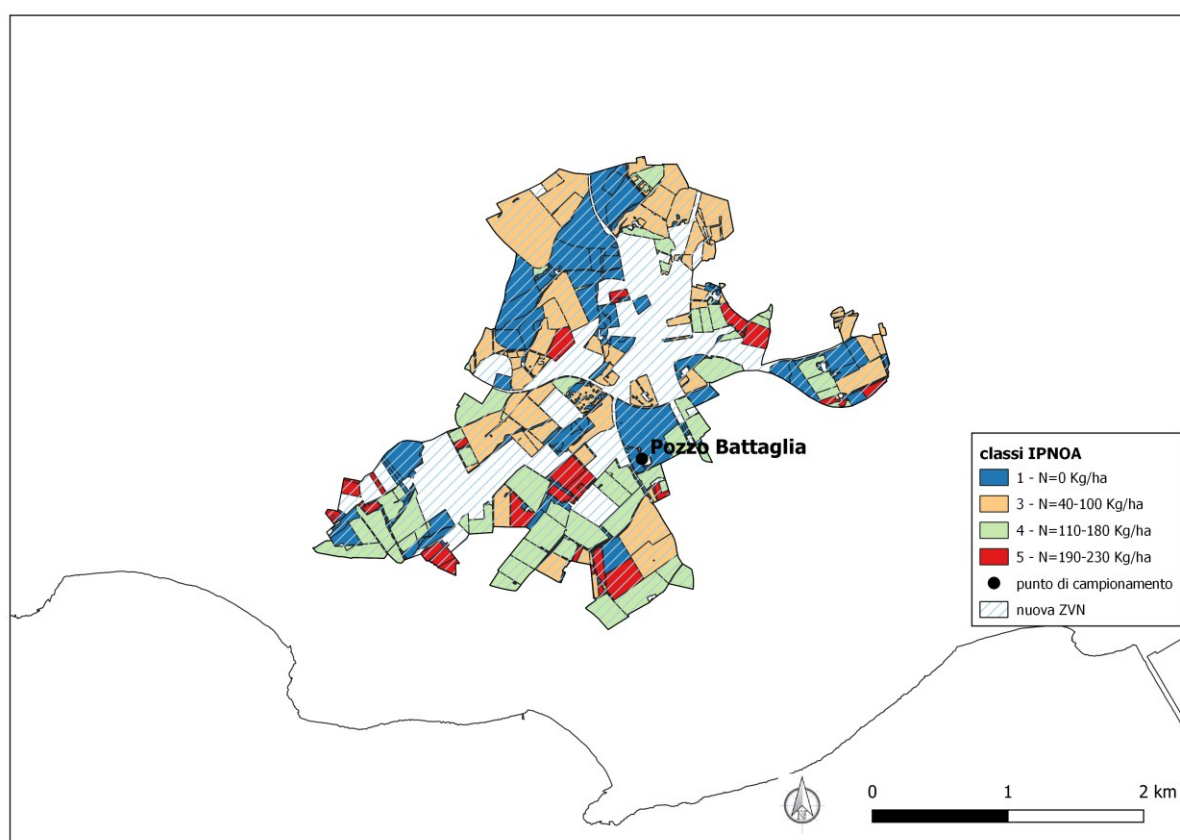 Pozzo Battaglia
classi IPNOA
1 - N=0 Kg/ha
3 - N=40-100 Kg/ha
4 - N=110-180 Kg/ha
5 - N=190-230 Kg/ha
punto di campionamento
nuova ZVN
N
0 1 2 km